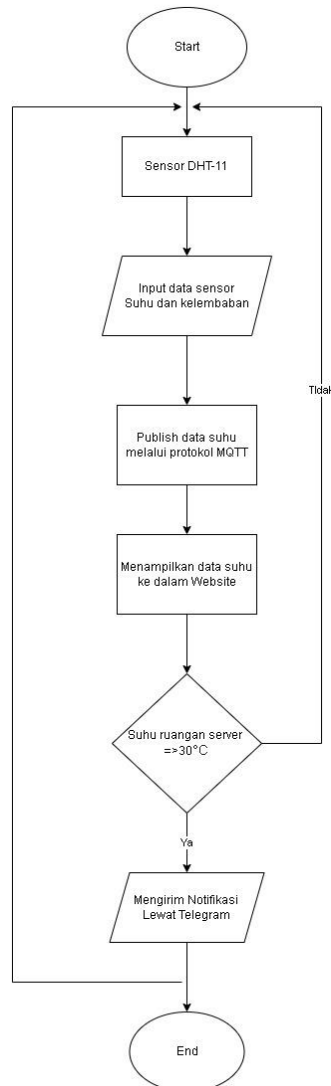 Start
Sensor DHT-11
Input data sensor
Suhu dan kelembaban
Publish data suhu
melalui protokol MQTT
Menampilkan data suhu
ke dalam Website
Suhu ruangan server
=>30°C
Tidak
Ya
Mengirim Notifikasi
Lewat Telegram
End